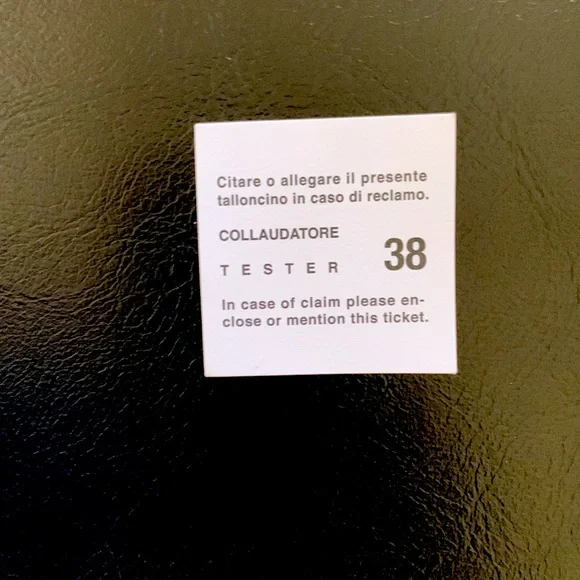 Citare o allegare il presente
talloncino in caso di reclamo.
COLLAUDATORE
TESTER 38
In case of claim please en-
close or mention this ticket.